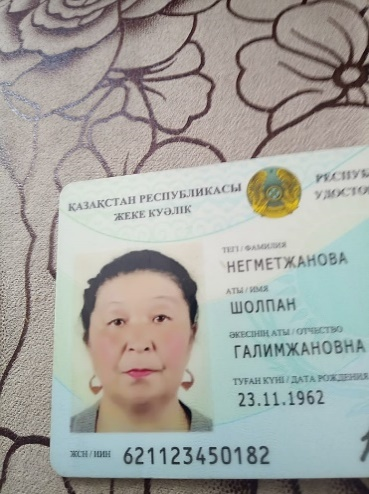 ҚАЗАҚСТАН РЕСПУБЛИКАСЫ
ЖЕКЕ КУӘЛІК
ТЕГІ / ФАМИЛИЯ
НЕГМЕТЖАНОВА
АТЫ / ИМЯ
ШОЛПАН
ӘКЕСІНІҢ АТЫ / ОТЧЕСТВО
ГАЛИМЖАНОВНА
ТУҒАН КҮНІ / ДАТА РОЖДЕНИЯ
23.11.1962
ЖСН / ИИН 621123450182